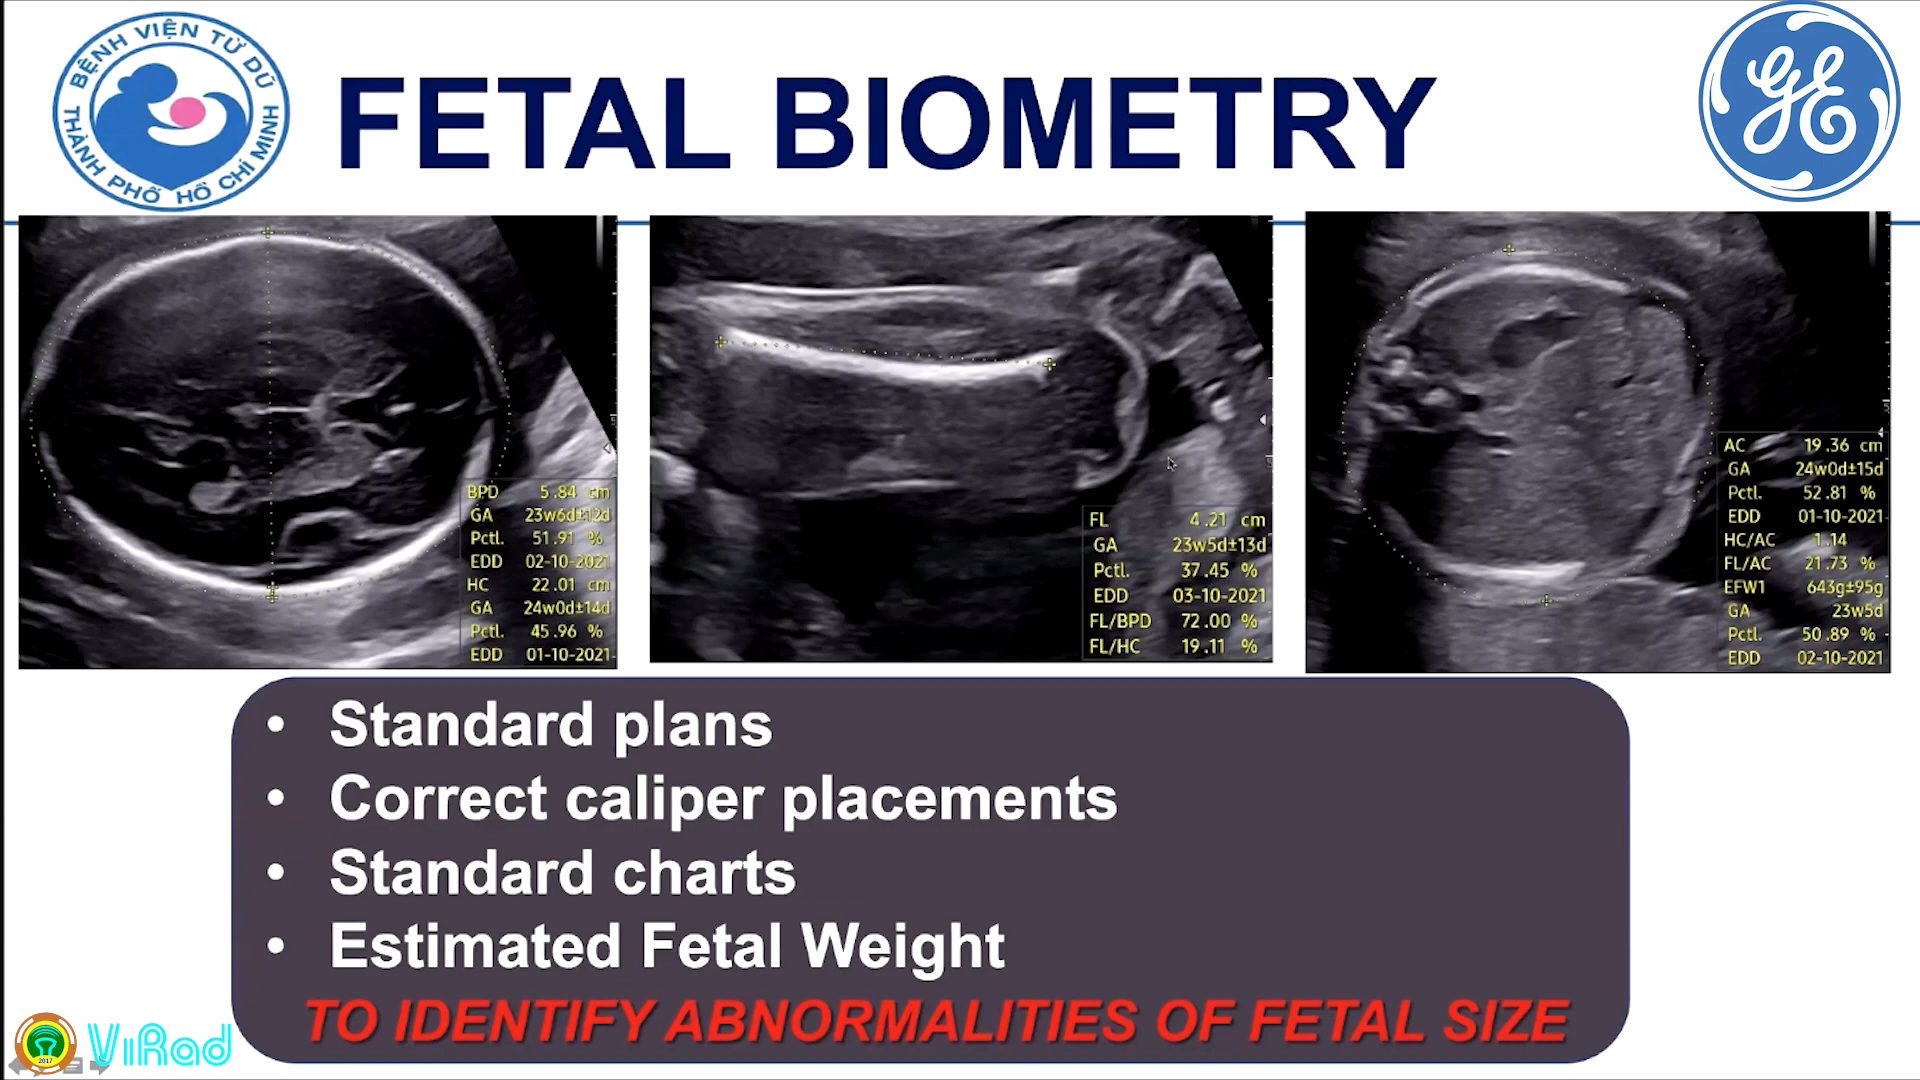 BỆNH VIỆN TỪ DŨ
THÀNH PHỐ HỒ CHÍ MINH
FETAL BIOMETRY
GE
BPD 5.84 cm
GA 23w6d±12d
Pctl. 51.91 %
EDD 02-10-2021
HC 22.01 cm
GA 24w0d±14d
Pctl. 45.96 %
EDD 01-10-2021
FL 4.21 cm
GA 23w5d±13d
Pctl. 37.45 %
EDD 03-10-2021
FL/BPD 72.00 %
FL/HC 19.11 %
AC 19.36 cm
GA 24w0d±15d
Pctl. 52.81 %
EDD 01-10-2021
HC/AC 1.14
FL/AC 21.73 %
EFW1 643g±95g
GA 23w5d
Pctl. 50.89 %
EDD 02-10-2021
• Standard plans
• Correct caliper placements
• Standard charts
• Estimated Fetal Weight
TO IDENTIFY ABNORMALITIES OF FETAL SIZE
2017
ViRad